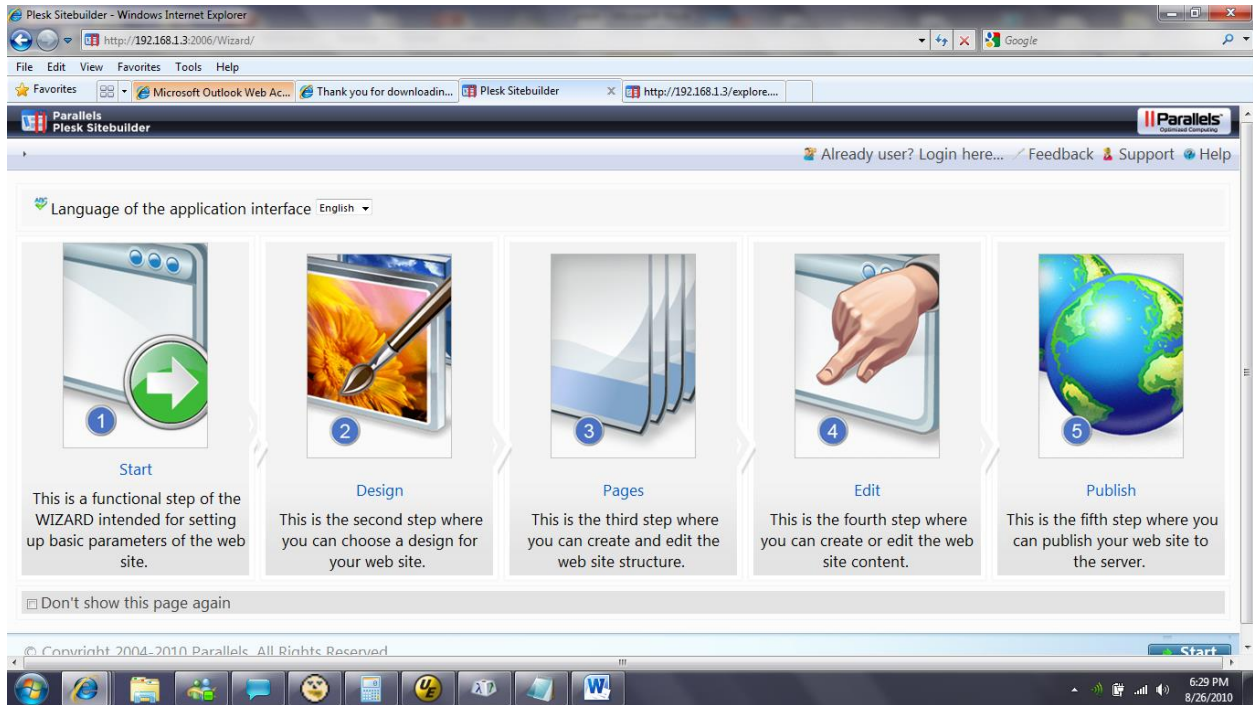 Plesk Sitebuilder - Windows Internet Explorer
http://192.168.1.3:2006/Wizard/
Google
File Edit View Favorites Tools Help
Favorites
Microsoft Outlook Web Ac...
Thank you for downloadin...
Plesk Sitebuilder
http://192.168.1.3/explore....
Parallels
Plesk Sitebuilder
Parallels
Optimized Computing
Already user? Login here... Feedback Support Help
Language of the application interface English
1
Start
This is a functional step of the
WIZARD intended for setting
up basic parameters of the web
site.
2
Design
This is the second step where
you can choose a design for
your web site.
3
Pages
This is the third step where
you can create and edit the
web site structure.
4
Edit
This is the fourth step where
you can create or edit the web
site content.
5
Publish
This is the fifth step where you
can publish your web site to
the server.
Don't show this page again
© Copyright 2004-2010 Parallels. All Rights Reserved
Start
6:29 PM
8/26/2010